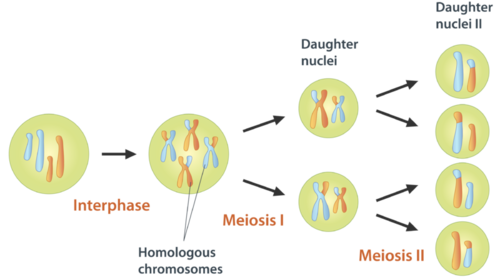 Daughter
nuclei II
Daughter
nuclei
Interphase
Meiosis I
Homologous
chromosomes
Meiosis II